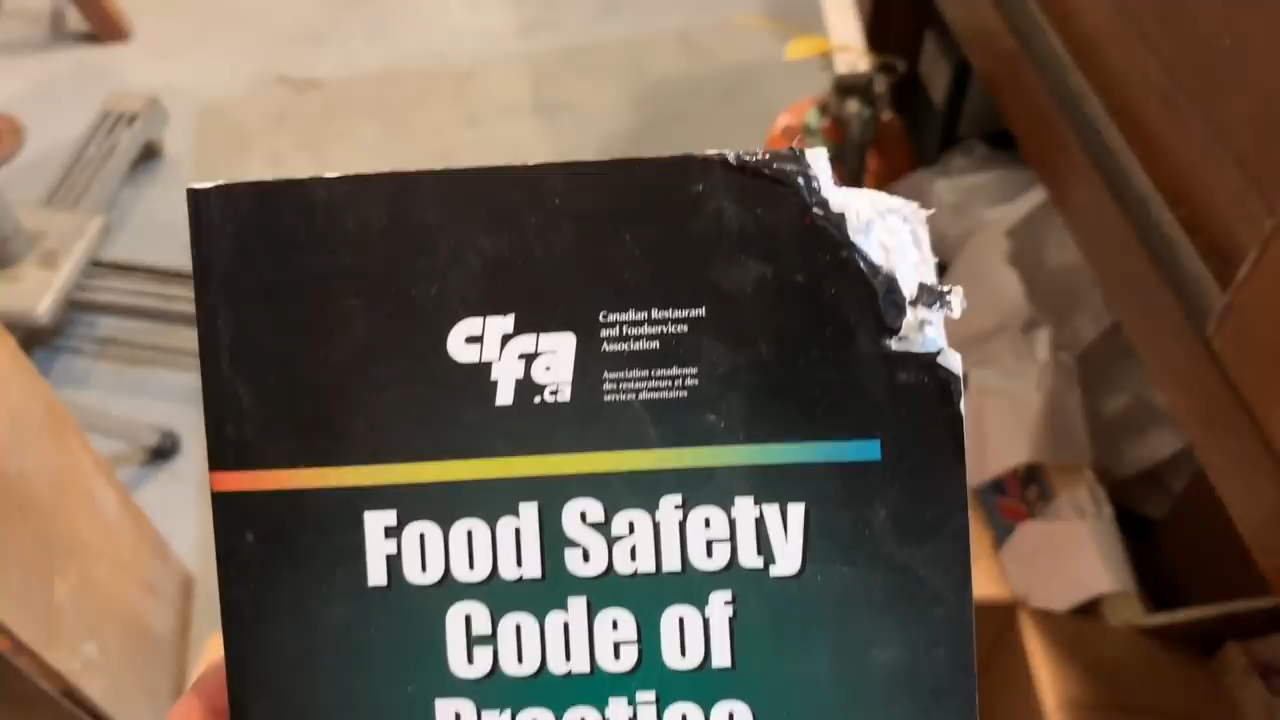 crfa.ca
Canadian Restaurant
and Foodservices
Association
Association canadienne
des restaurateurs et des
services alimentaires
Food Safety
Code of
Practice